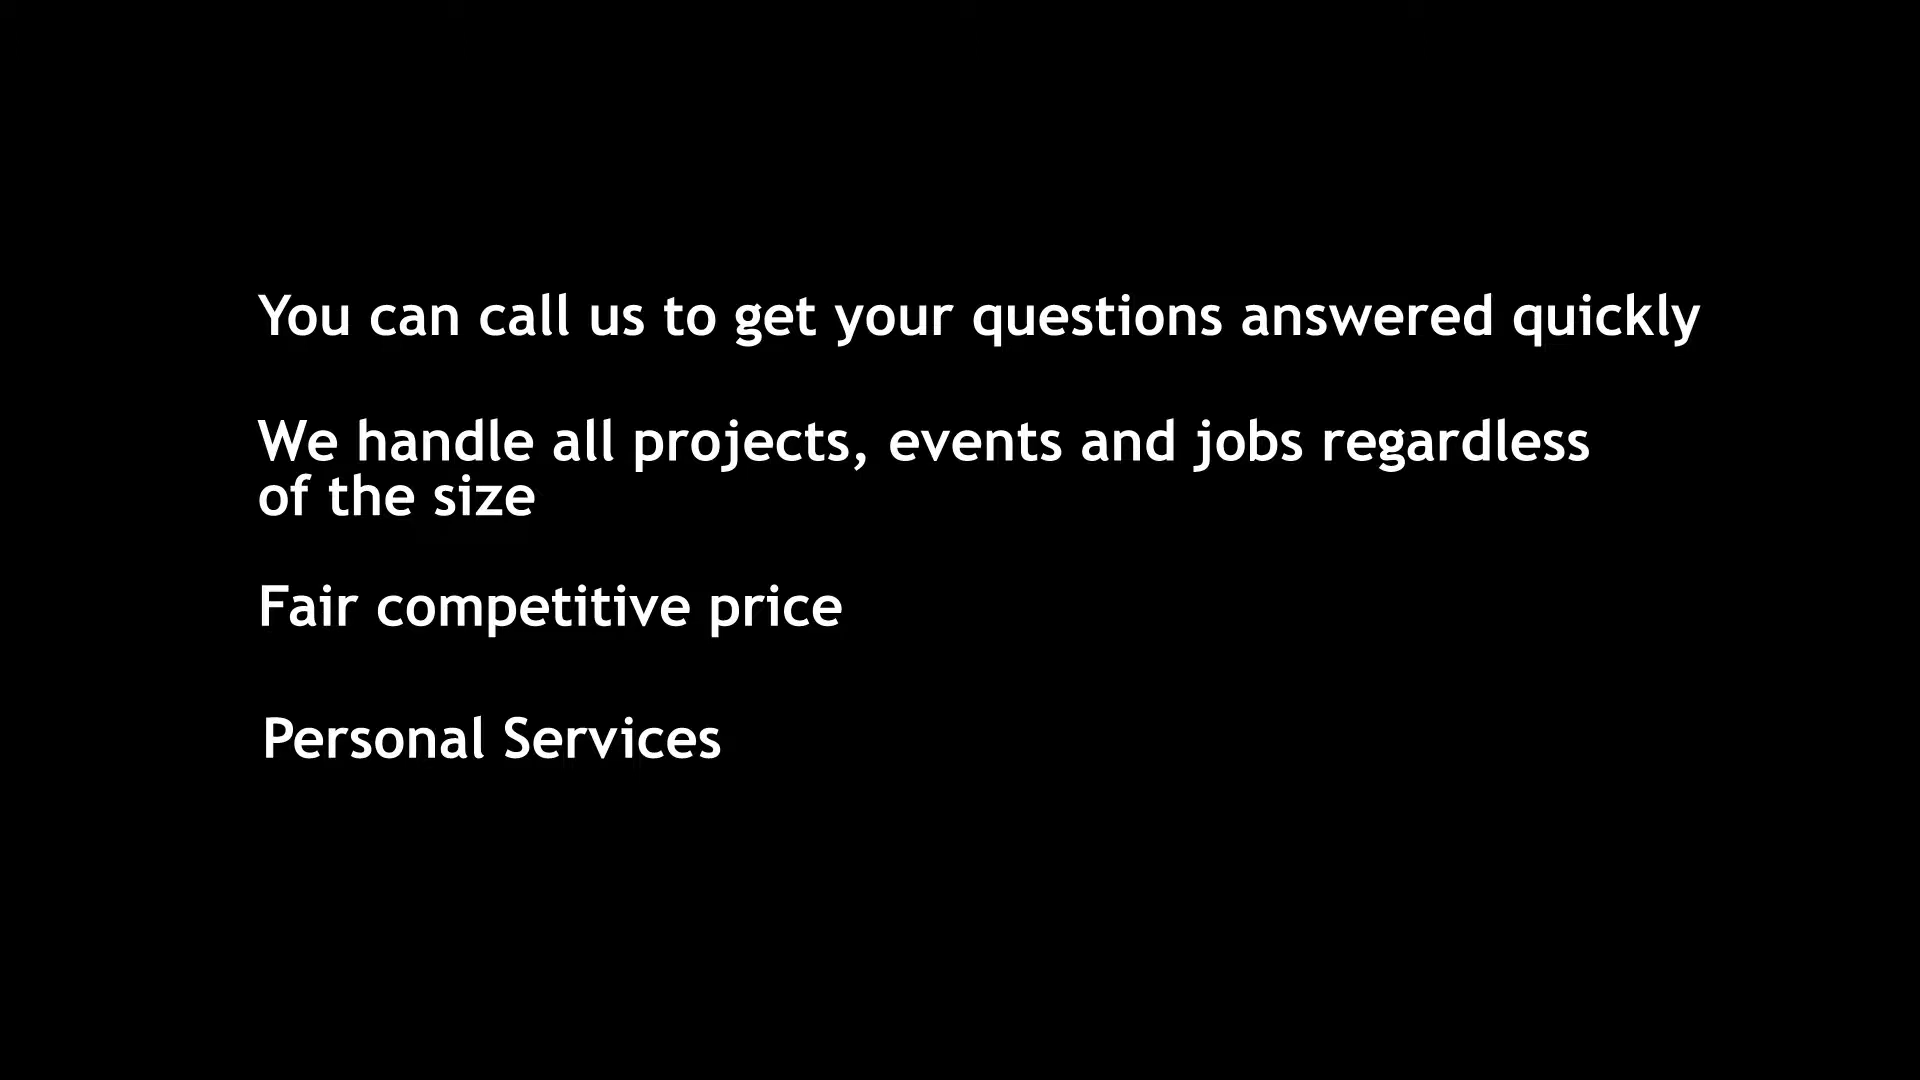 You can call us to get your questions answered quickly
We handle all projects, events and jobs regardless
of the size
Fair competitive price
Personal Services